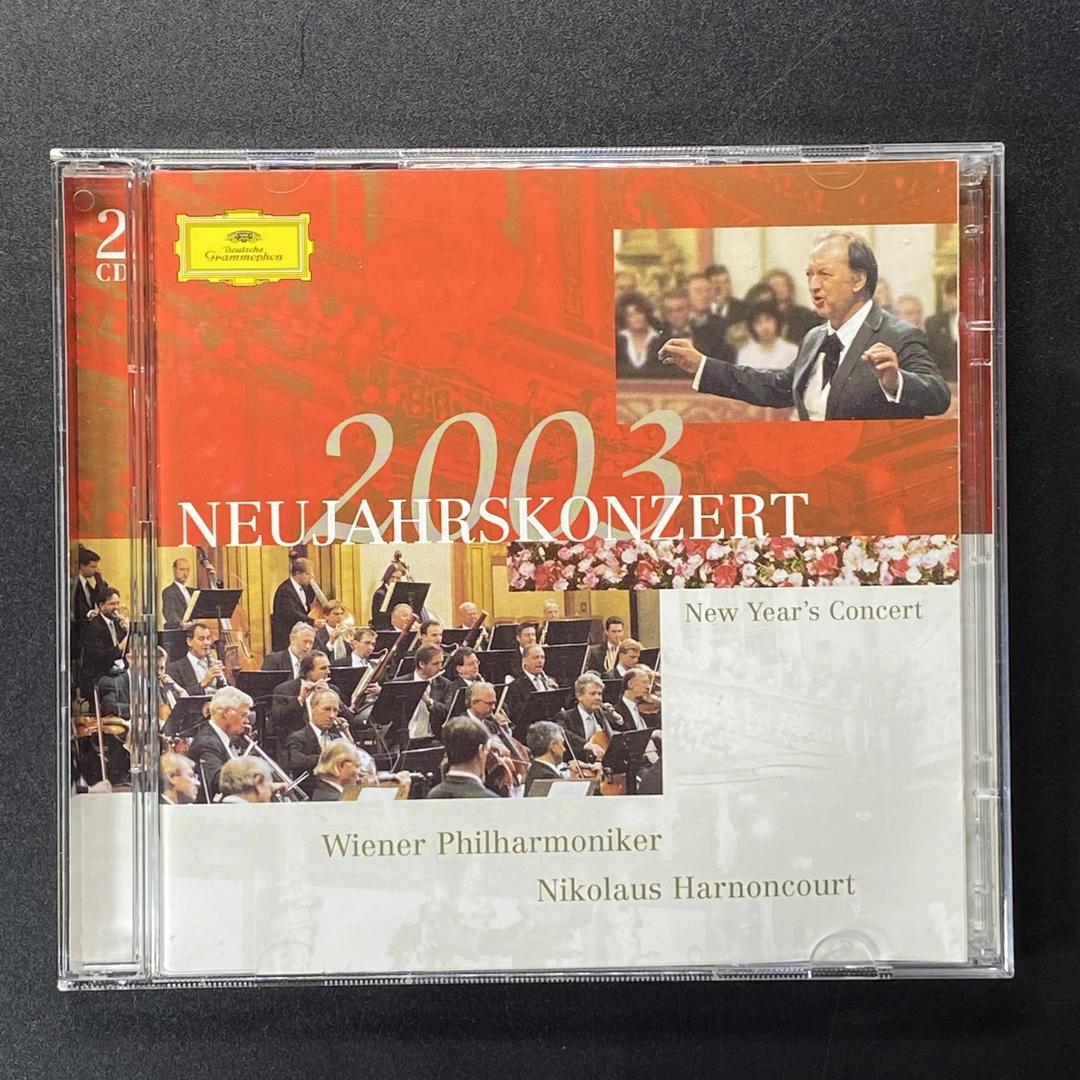 2
CD
Deutsche
Grammophon
2003
NEUJAHRSKONZERT
New Year's Concert
Wiener Philharmoniker
Nikolaus Harnoncourt